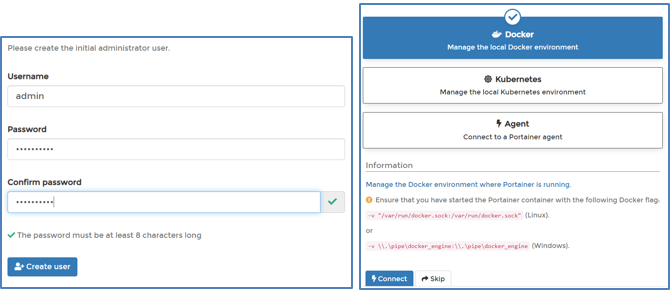 Please create the initial administrator user.
Username
admin
Password
••••••••••
Confirm password
••••••••••
The password must be at least 8 characters long
Create user
Docker
Manage the local Docker environment
Kubernetes
Manage the local Kubernetes environment
Agent
Connect to a Portainer agent
Information
Manage the Docker environment where Portainer is running.
Ensure that you have started the Portainer container with the following Docker flag:
-v "/var/run/docker.sock:/var/run/docker.sock" (Linux).
or
-v \\.\pipe\docker_engine:\\.\pipe\docker_engine (Windows).
Connect
Skip